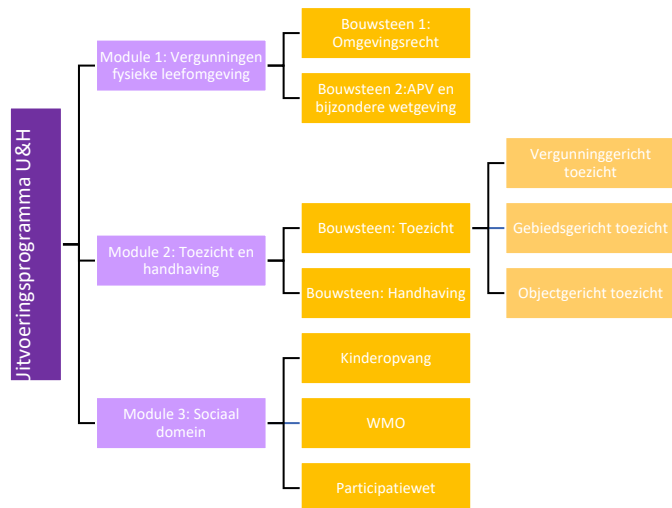 Uitvoeringsprogramma U&H
Module 1: Vergunningen
fysieke leefomgeving
Bouwsteen 1:
Omgevingsrecht
Bouwsteen 2:APV en
bijzondere wetgeving
Module 2: Toezicht en
handhaving
Bouwsteen: Toezicht
Vergunninggericht
toezicht
Gebiedsgericht toezicht
Objectgericht toezicht
Bouwsteen: Handhaving
Module 3: Sociaal
domein
Kinderopvang
WMO
Participatiewet